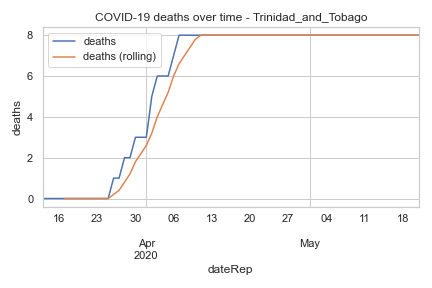 COVID-19 deaths over time - Trinidad_and_Tobago
deaths
deaths (rolling)
deaths
8
6
4
2
0
16 23 30 06 13 20 27 04 11 18
Apr May
2020
dateRep